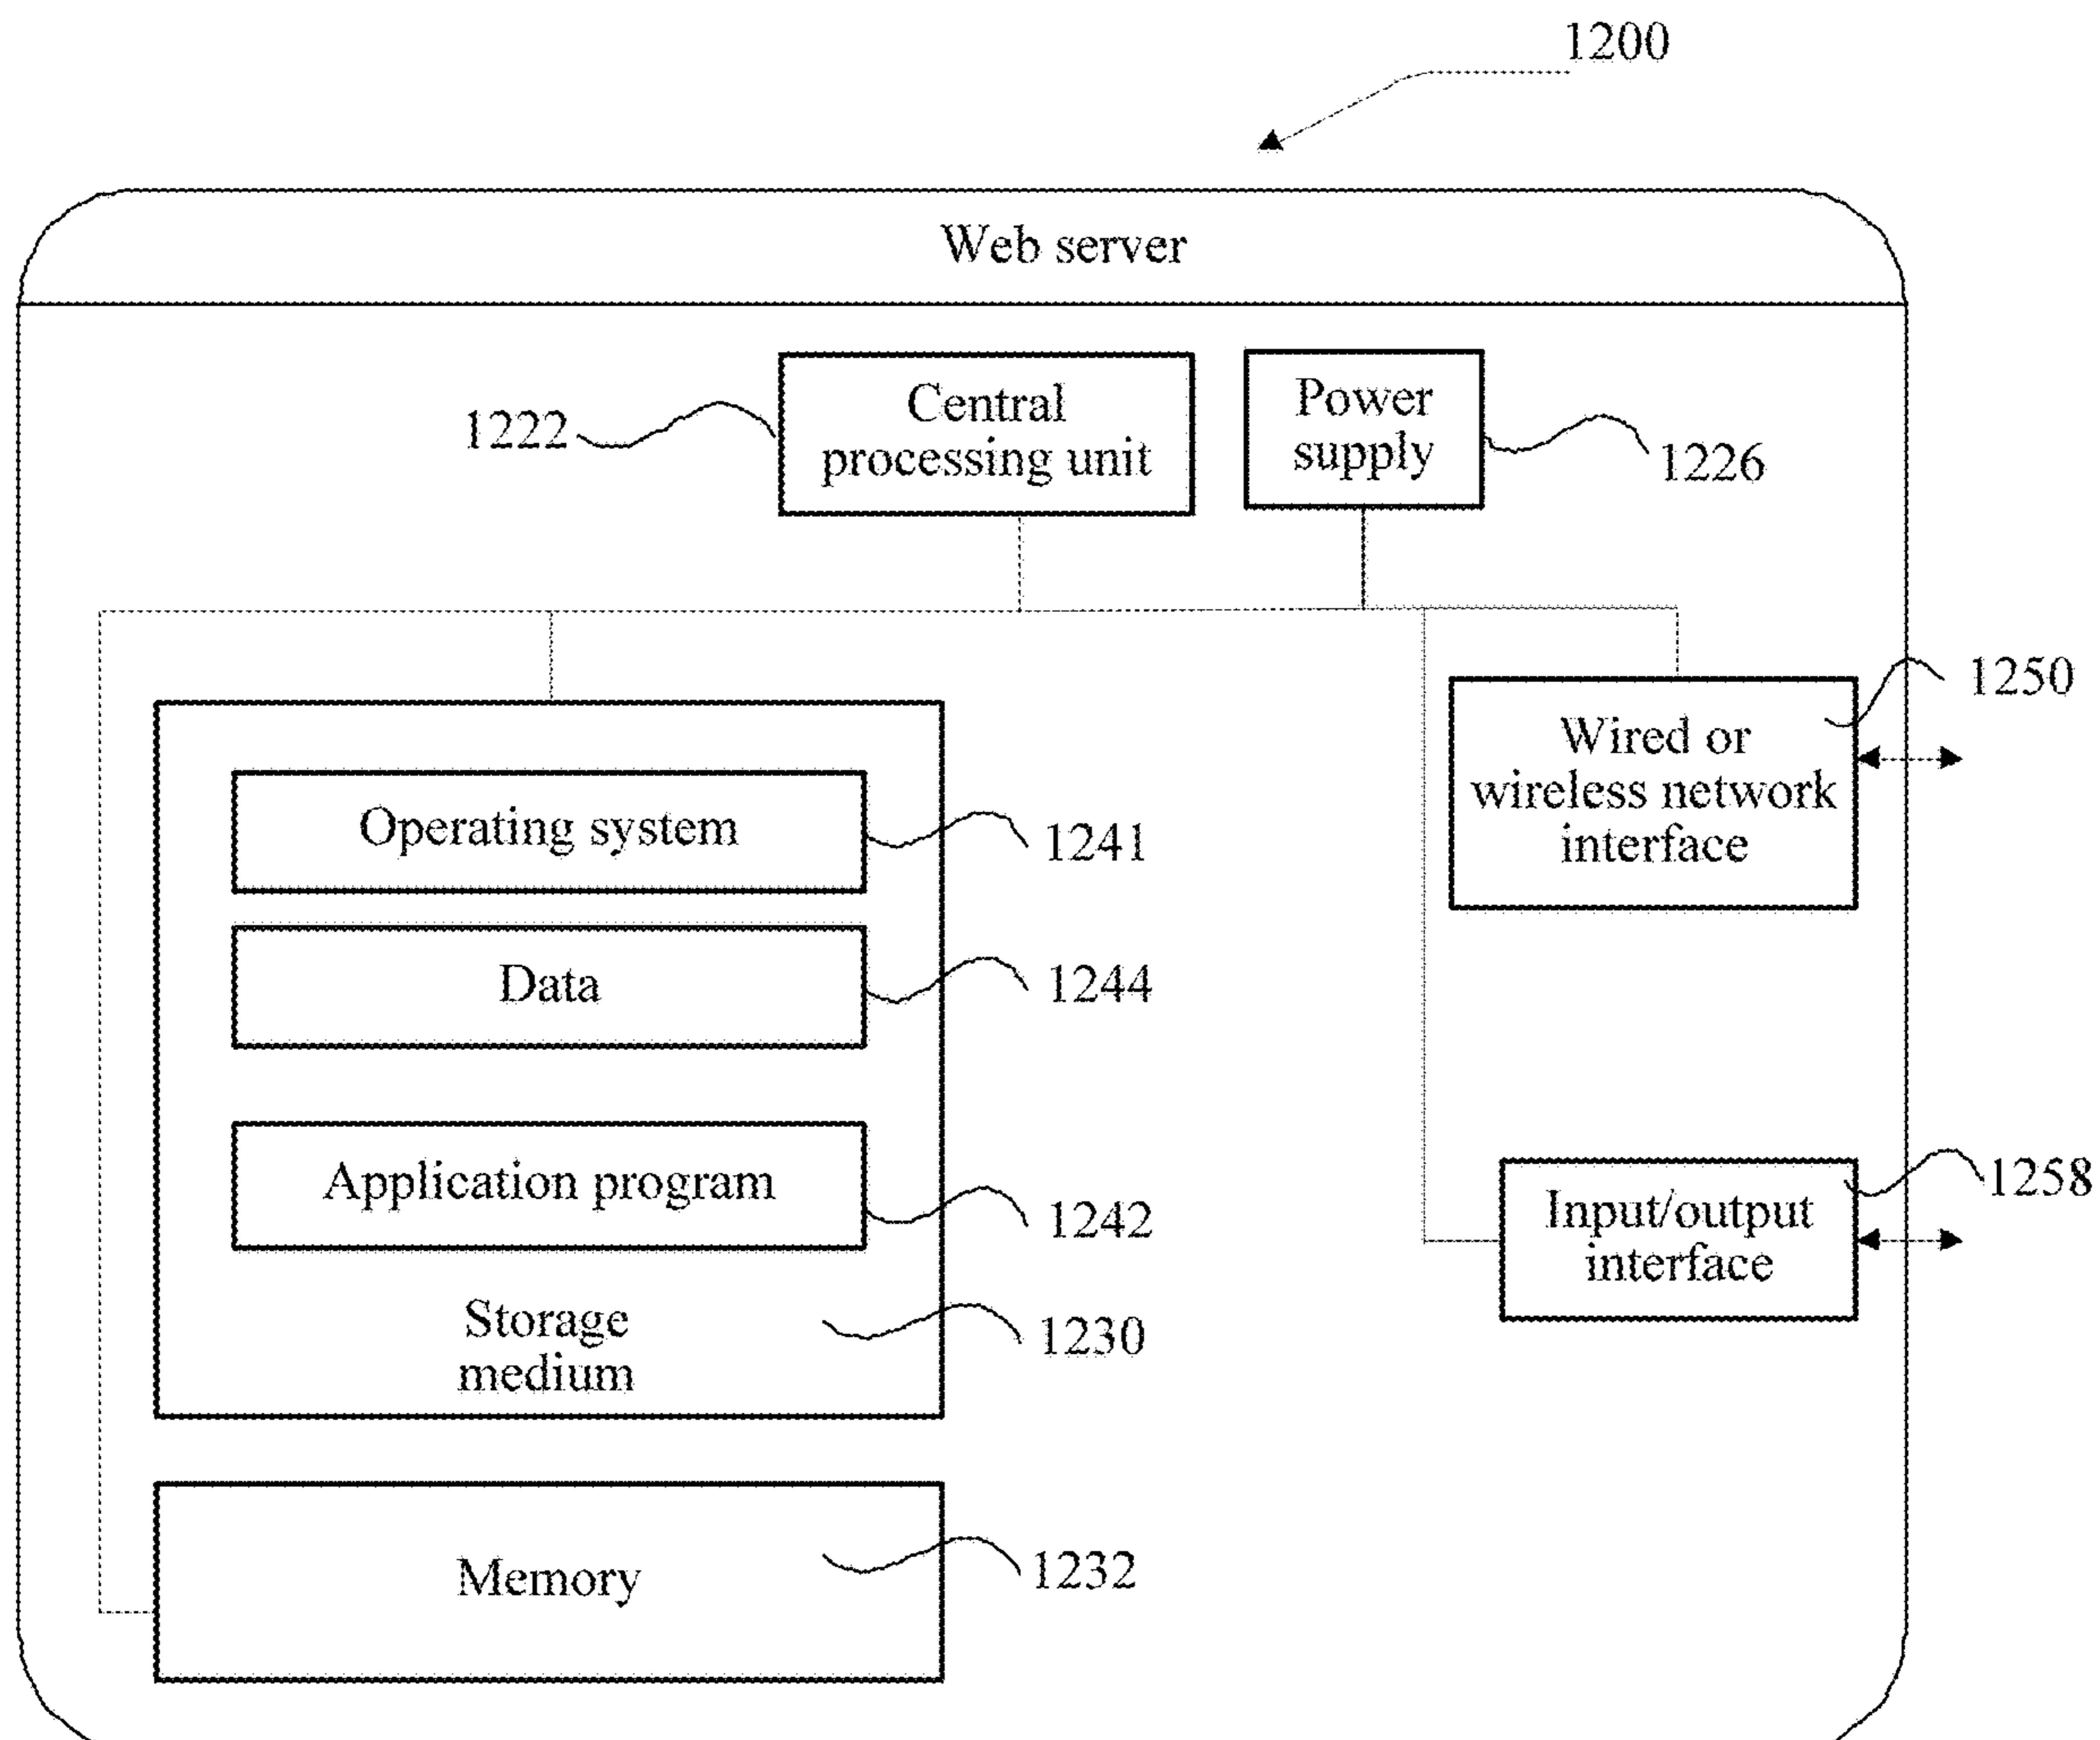 1200
Web server
1222
Central
processing unit
Power
supply
1226
Operating system
1241
Data
1244
Application program
1242
Storage
medium
1230
Memory
1232
Wired or
wireless network
interface
1250
Input/output
interface
1258